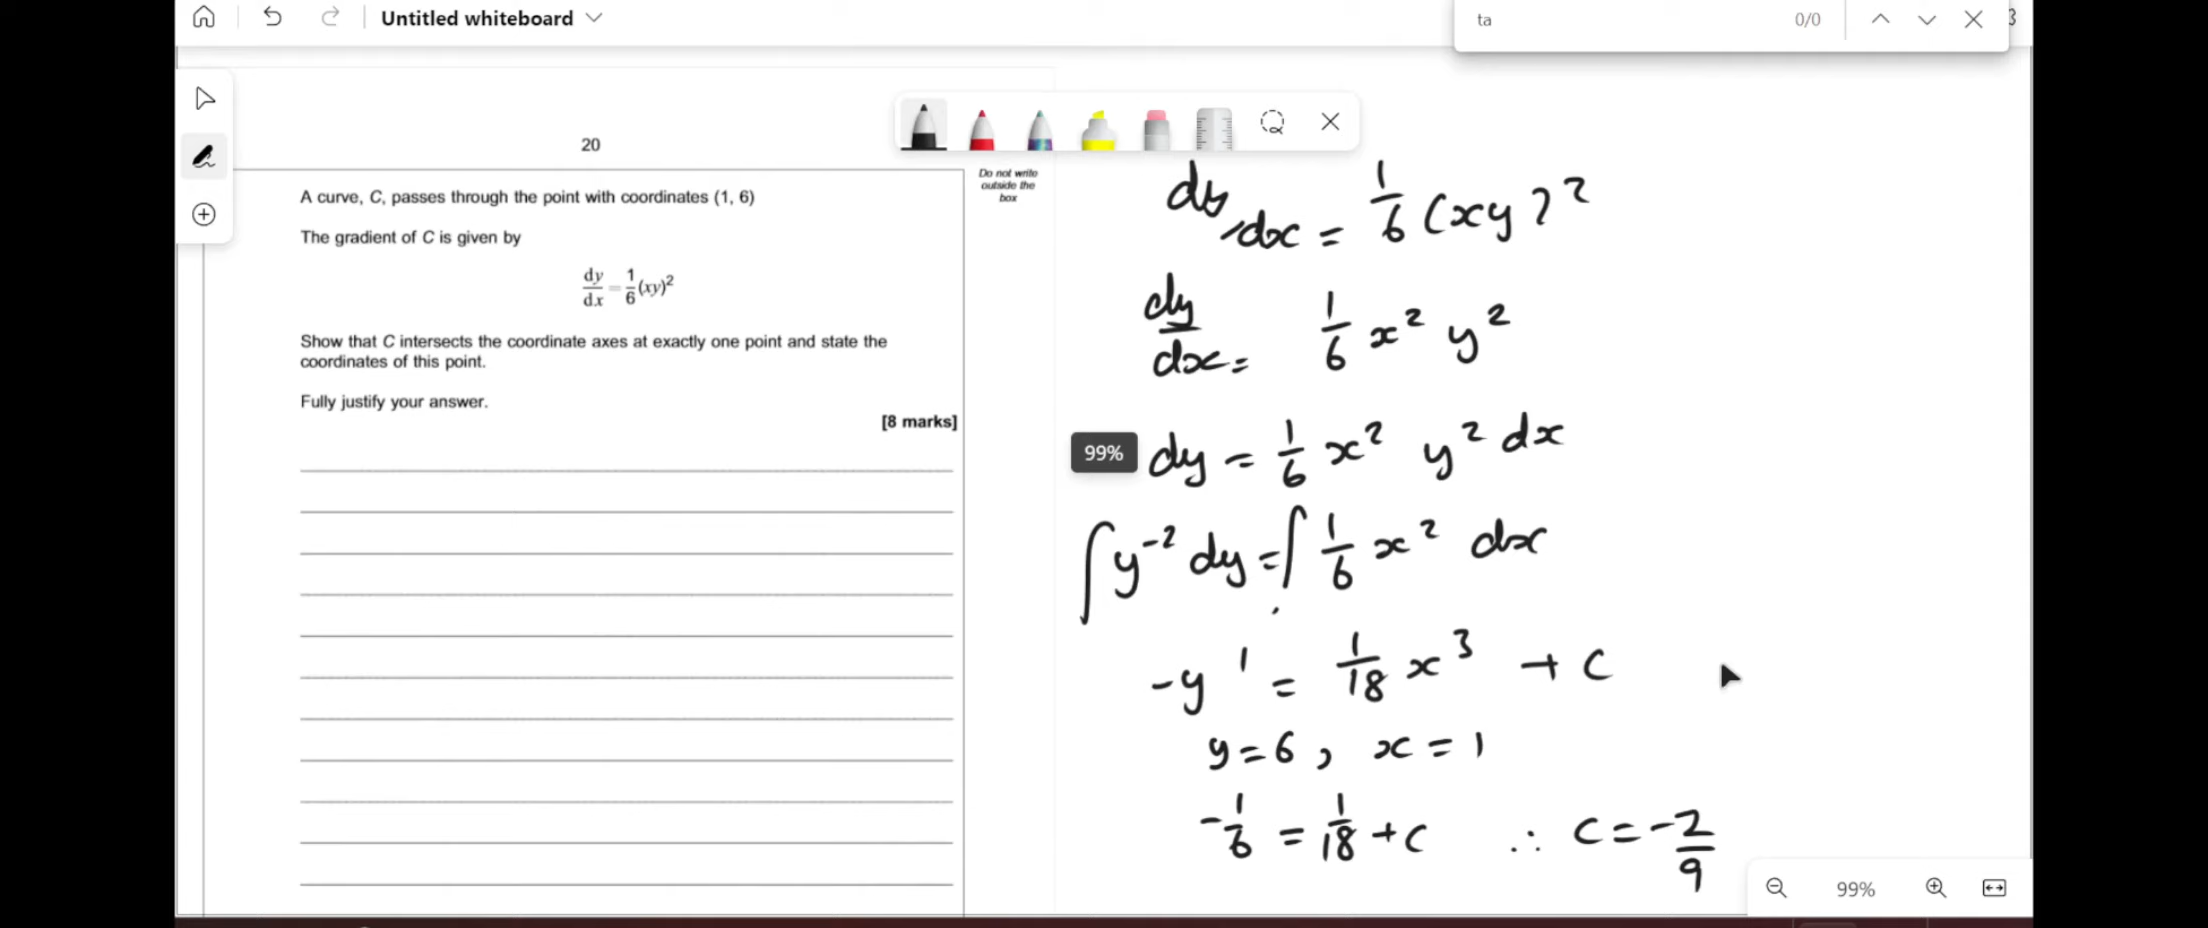 Untitled whiteboard
ta
0/0
20
Do not write
outside the
box
A curve, C, passes through the point with coordinates (1, 6)
The gradient of C is given by
dy/dx = 1/6 (xy)²
Show that C intersects the coordinate axes at exactly one point and state the
coordinates of this point.
Fully justify your answer.
[8 marks]
dy/dx = 1/6 (xy)²
dy/dx = 1/6 x² y²
99%
dy = 1/6 x² y² dx
∫ y⁻² dy = ∫ 1/6 x² dx
-y ¹ = 1/18 x³ + c
y = 6 , x = 1
-1/6 = 1/18 + c ∴ c = -2/9
99%